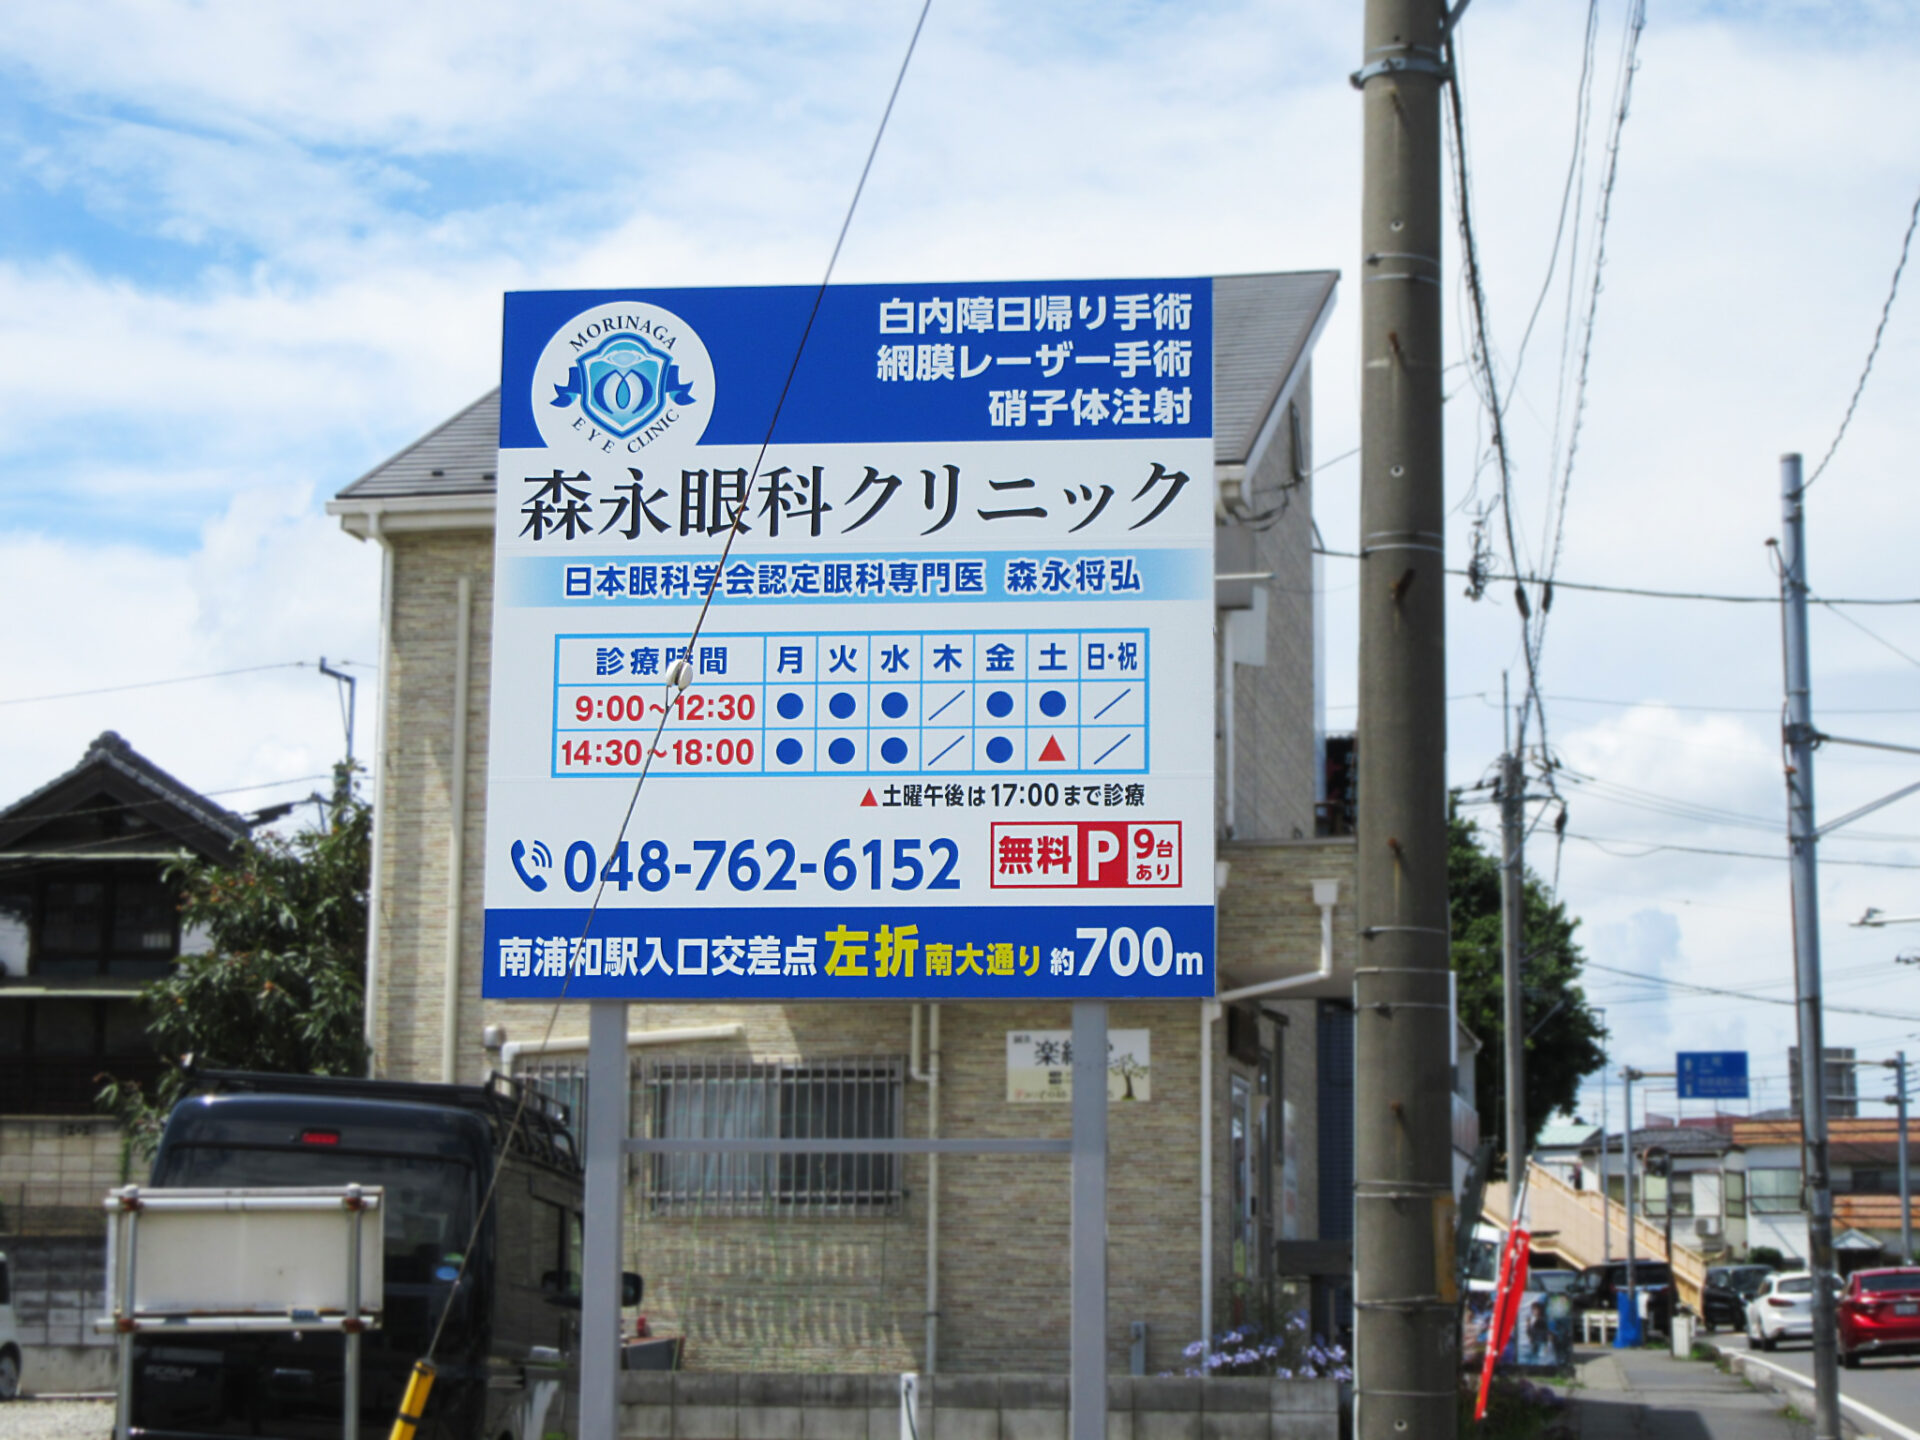 MORINAGA
EYE CLINIC
白内障日帰り手術
網膜レーザー手術
硝子体注射
森永眼科クリニック
日本眼科学会認定眼科専門医 森永将弘
診療時間 月 火 水 木 金 土 日・祝
9:00~12:30 ● ● ● ／ ● ● ／
14:30~18:00 ● ● ● ／ ● ▲ ／
▲土曜午後は17:00まで診療
048-762-6152
無料 P 9台あり
南浦和駅入口交差点 左折 南大通り 約700m